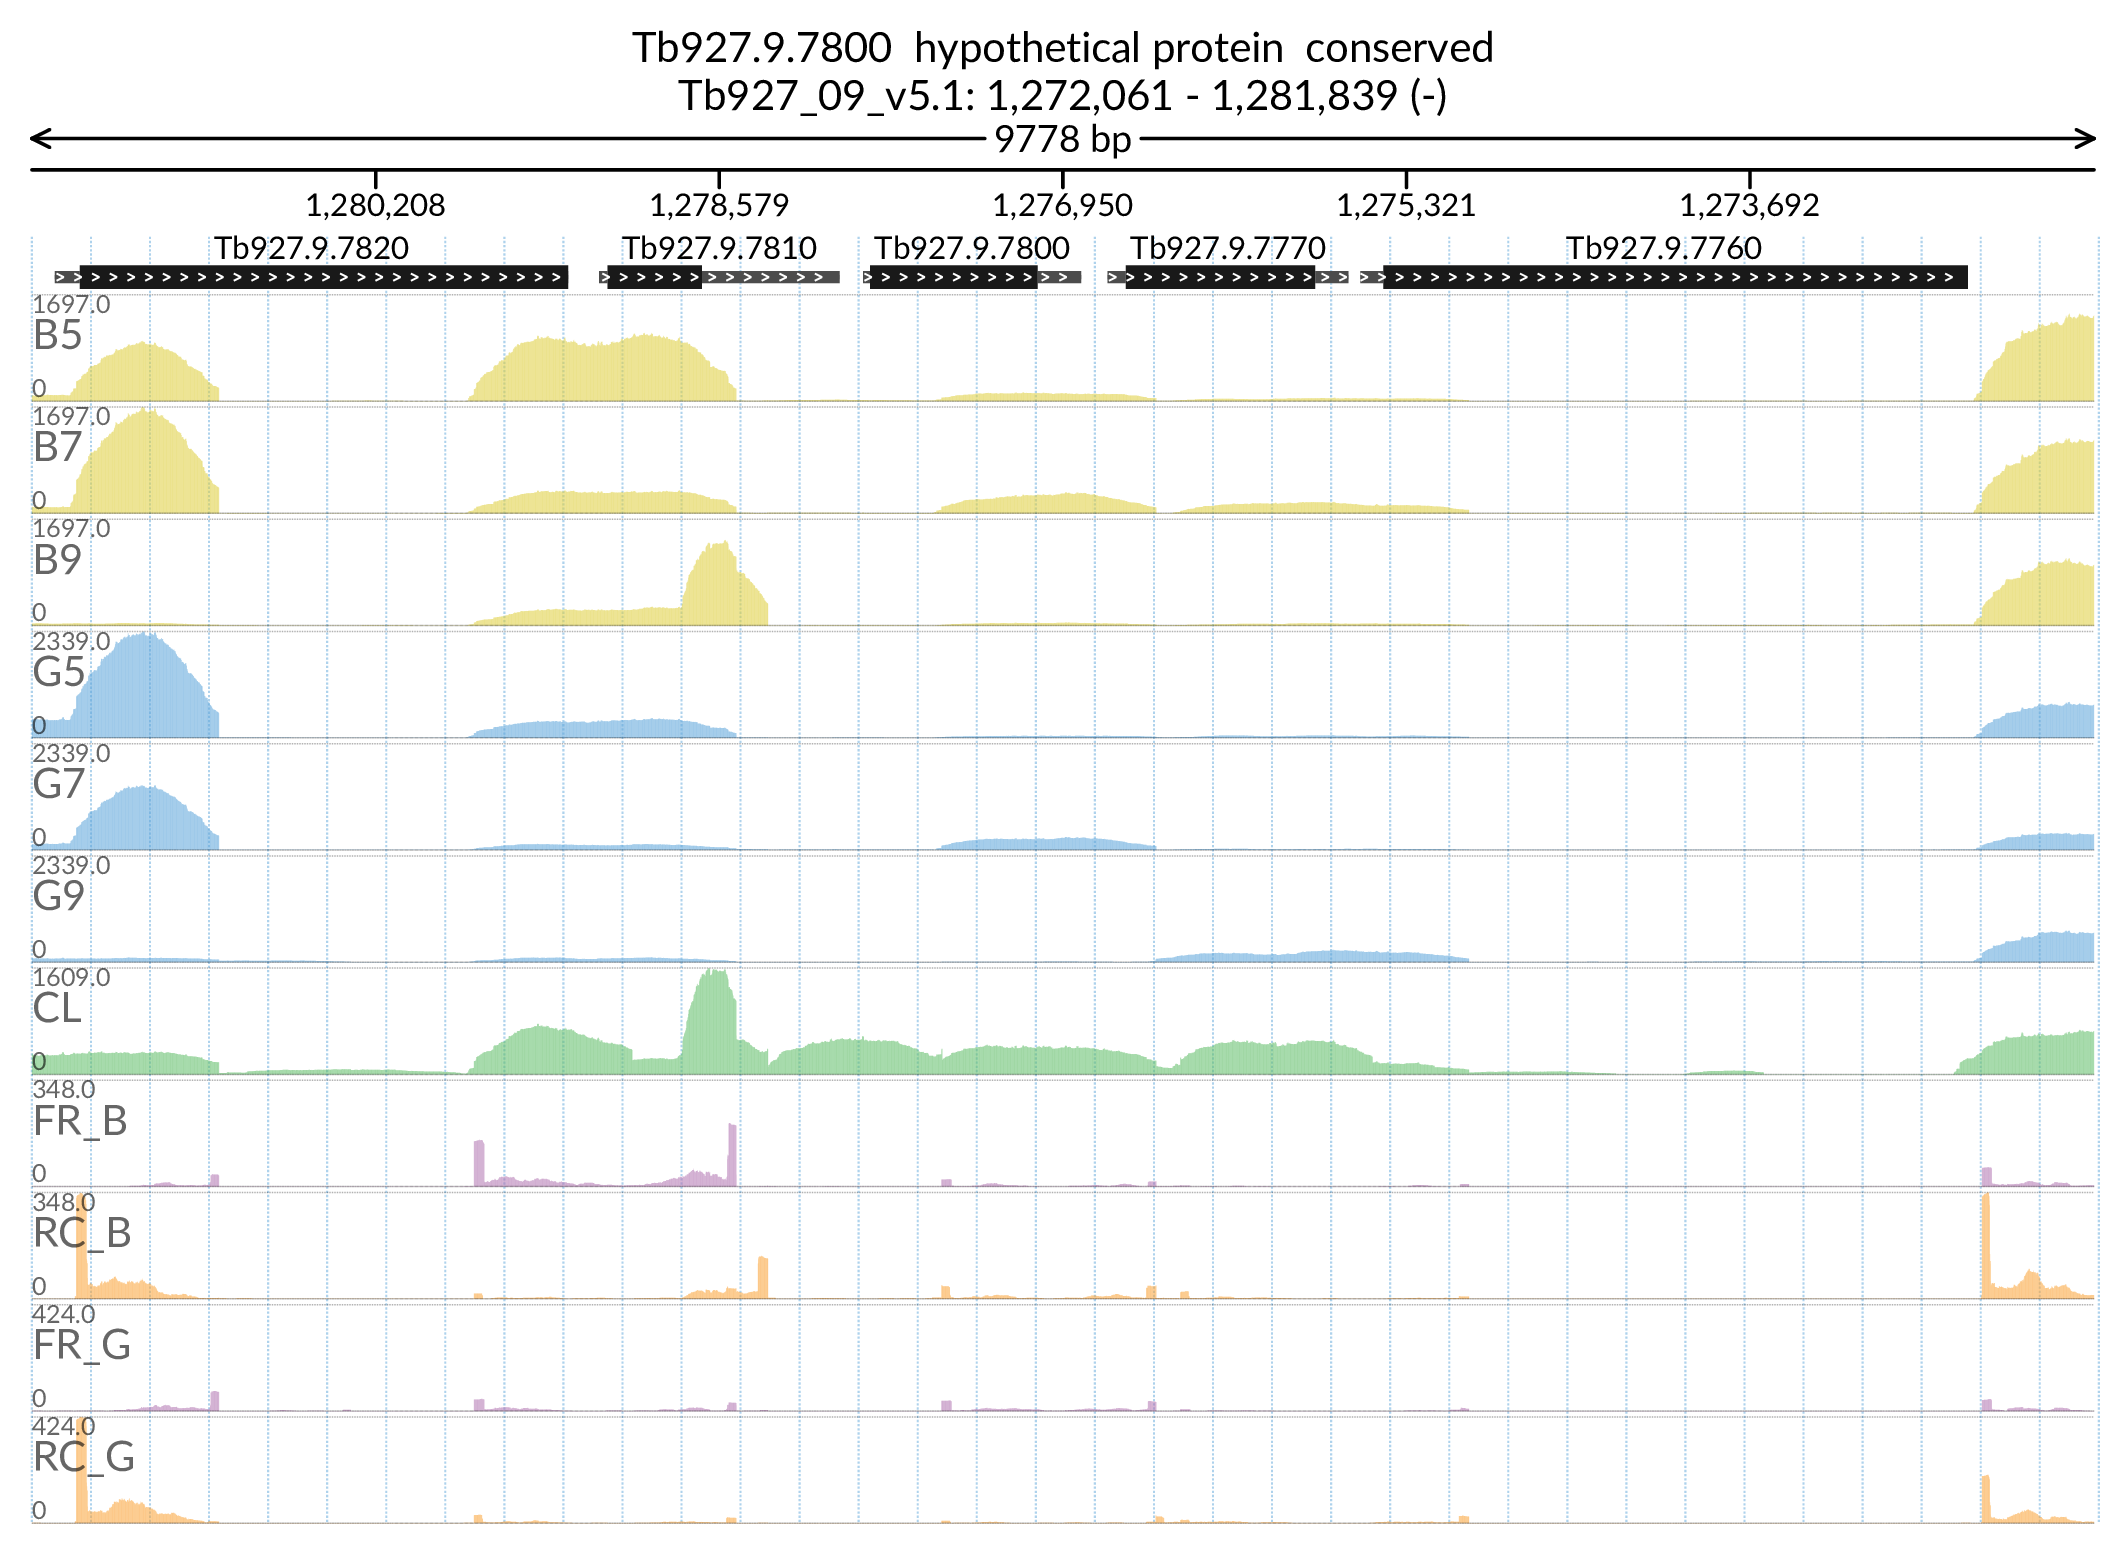 Tb927.9.7800  hypothetical protein  conserved
Tb927_09_v5.1: 1,272,061 - 1,281,839 (-)
9778 bp
1,280,208 1,278,579 1,276,950 1,275,321 1,273,692
Tb927.9.7820 Tb927.9.7810 Tb927.9.7800 Tb927.9.7770 Tb927.9.7760
1697.0
B5
0
1697.0
B7
0
1697.0
B9
0
2339.0
G5
0
2339.0
G7
0
2339.0
G9
0
1609.0
CL
0
348.0
FR_B
0
348.0
RC_B
0
424.0
FR_G
0
424.0
RC_G
0